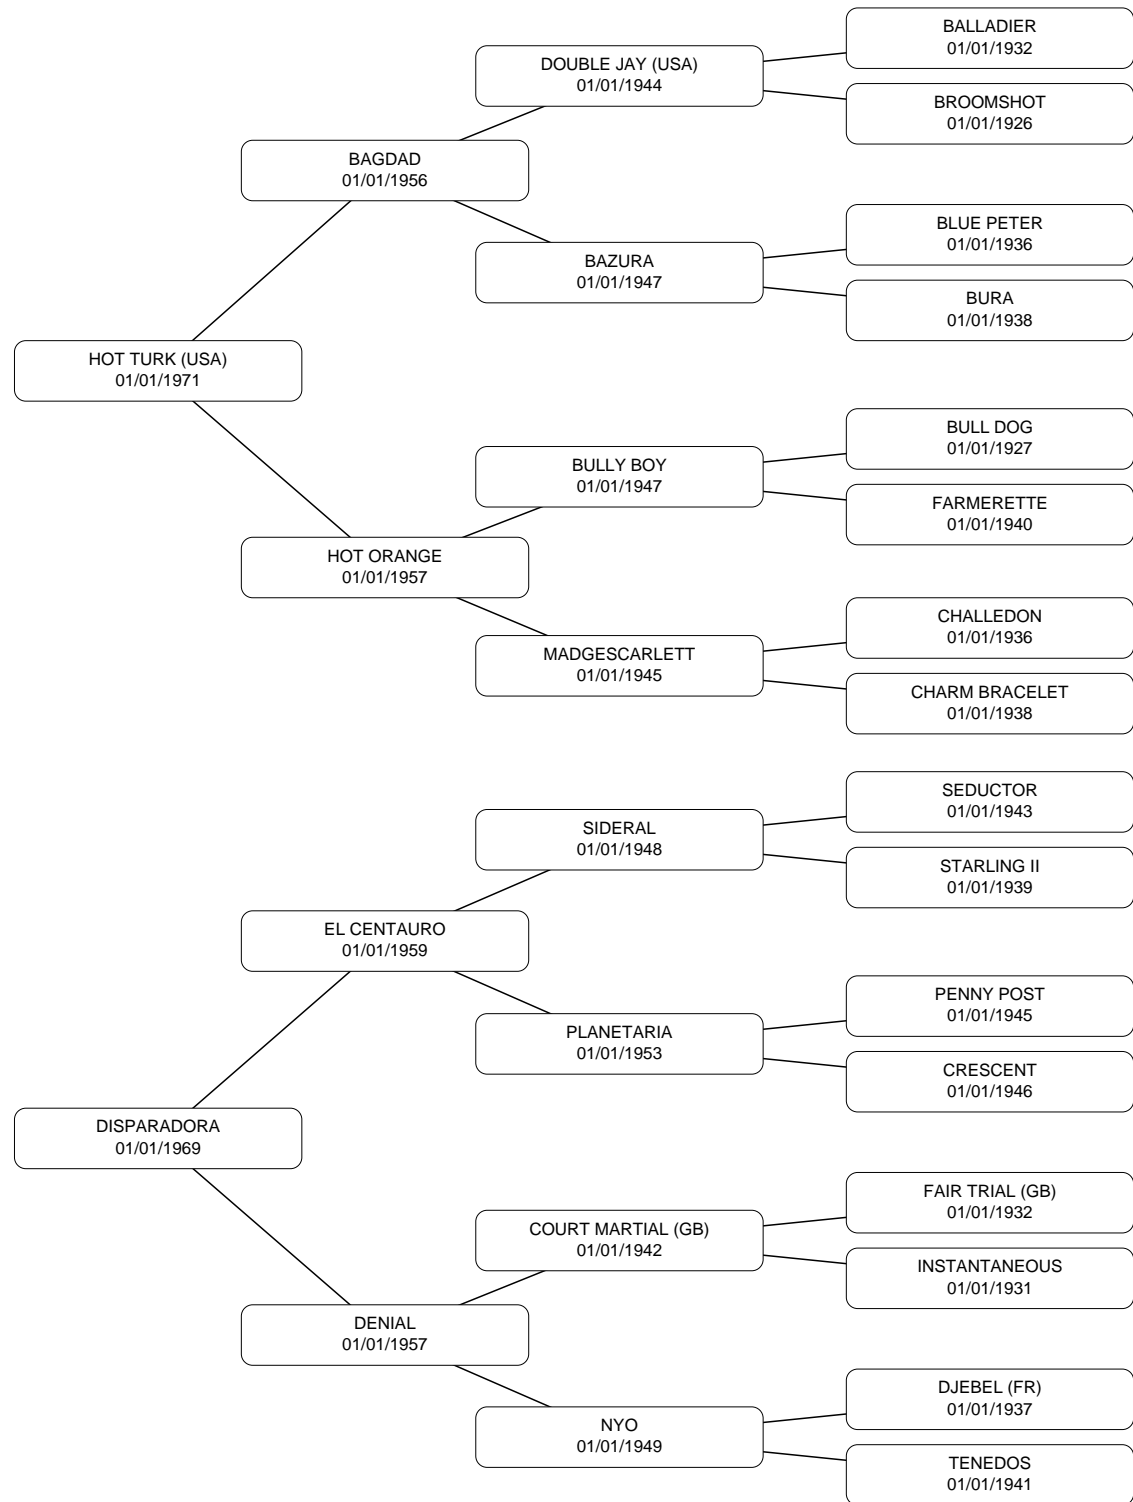 BALLADIER
01/01/1932
DOUBLE JAY (USA)
01/01/1944
BROOMSHOT
01/01/1926
BAGDAD
01/01/1956
BLUE PETER
01/01/1936
BAZURA
01/01/1947
BURA
01/01/1938
HOT TURK (USA)
01/01/1971
BULL DOG
01/01/1927
BULLY BOY
01/01/1947
FARMERETTE
01/01/1940
HOT ORANGE
01/01/1957
CHALLEDON
01/01/1936
MADGESCARLETT
01/01/1945
CHARM BRACELET
01/01/1938
SEDUCTOR
01/01/1943
SIDERAL
01/01/1948
STARLING II
01/01/1939
EL CENTAURO
01/01/1959
PENNY POST
01/01/1945
PLANETARIA
01/01/1953
CRESCENT
01/01/1946
DISPARADORA
01/01/1969
FAIR TRIAL (GB)
01/01/1932
COURT MARTIAL (GB)
01/01/1942
INSTANTANEOUS
01/01/1931
DENIAL
01/01/1957
DJEBEL (FR)
01/01/1937
NYO
01/01/1949
TENEDOS
01/01/1941